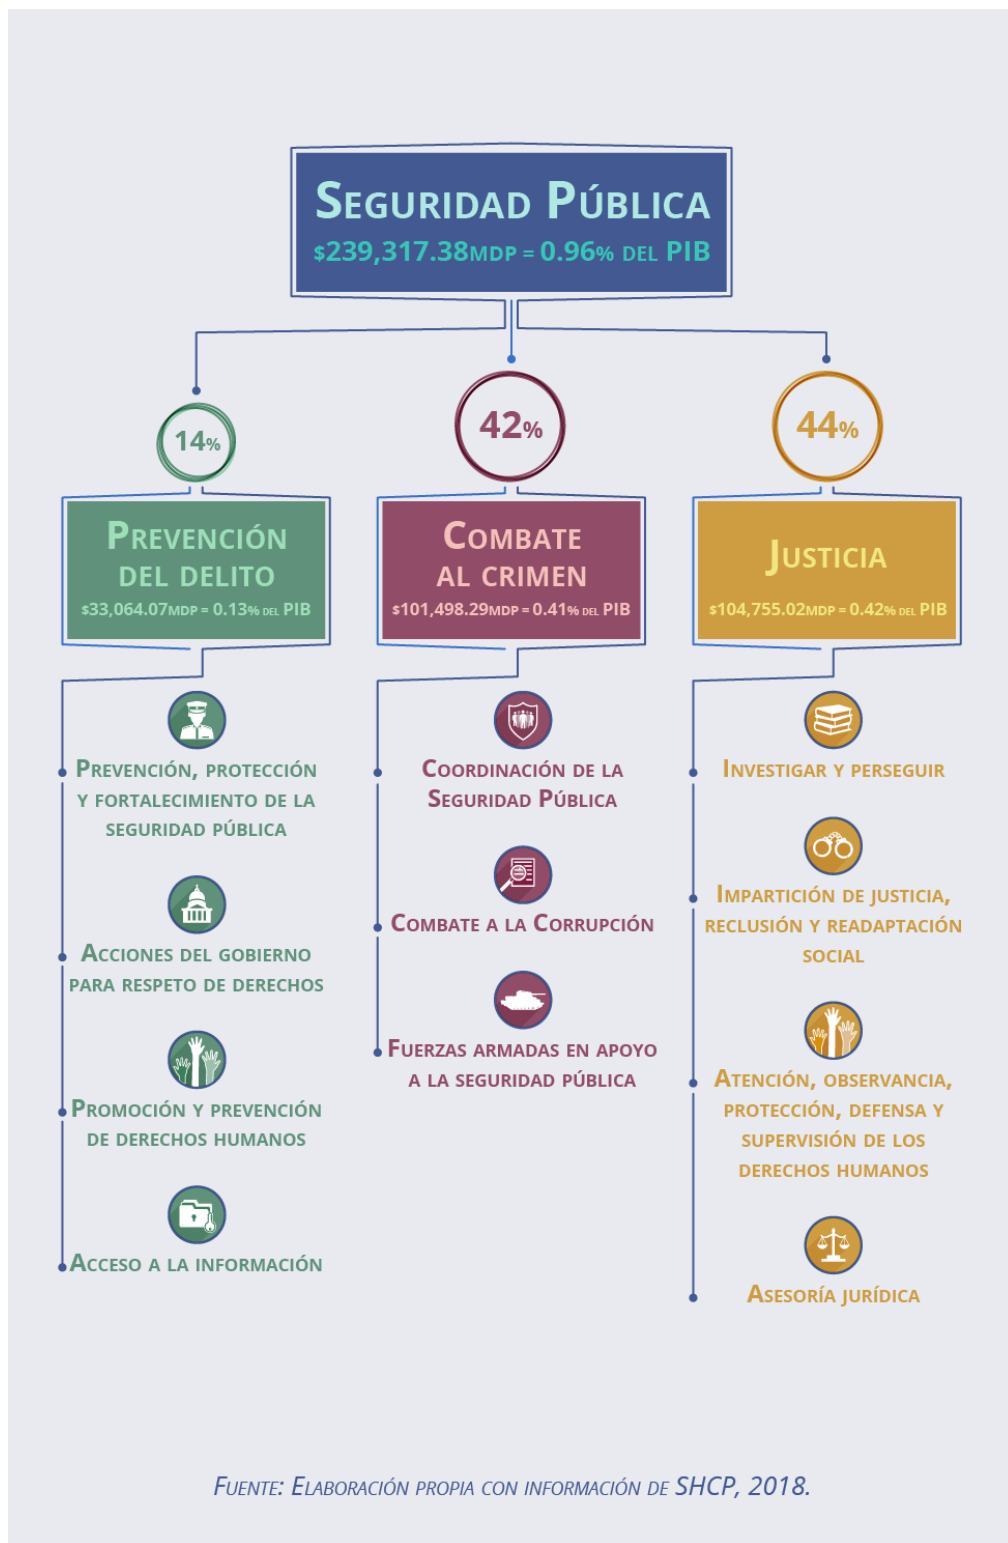 Seguridad Pública
$239,317.38mdp = 0.96% del PIB
14%
Prevención
del delito
$33,064.07mdp = 0.13% del PIB
Prevención, protección
y fortalecimiento de la
seguridad pública
Acciones del gobierno
para respeto de derechos
Promoción y prevención
de derechos humanos
Acceso a la información
42%
Combate
al crimen
$101,498.29mdp = 0.41% del PIB
Coordinación de la
Seguridad Pública
Combate a la Corrupción
Fuerzas armadas en apoyo
a la seguridad pública
44%
Justicia
$104,755.02mdp = 0.42% del PIB
Investigar y perseguir
Impartición de justicia,
reclusión y readaptación
social
Atención, observancia,
protección, defensa y
supervisión de los
derechos humanos
Asesoría jurídica
Fuente: Elaboración propia con información de SHCP, 2018.